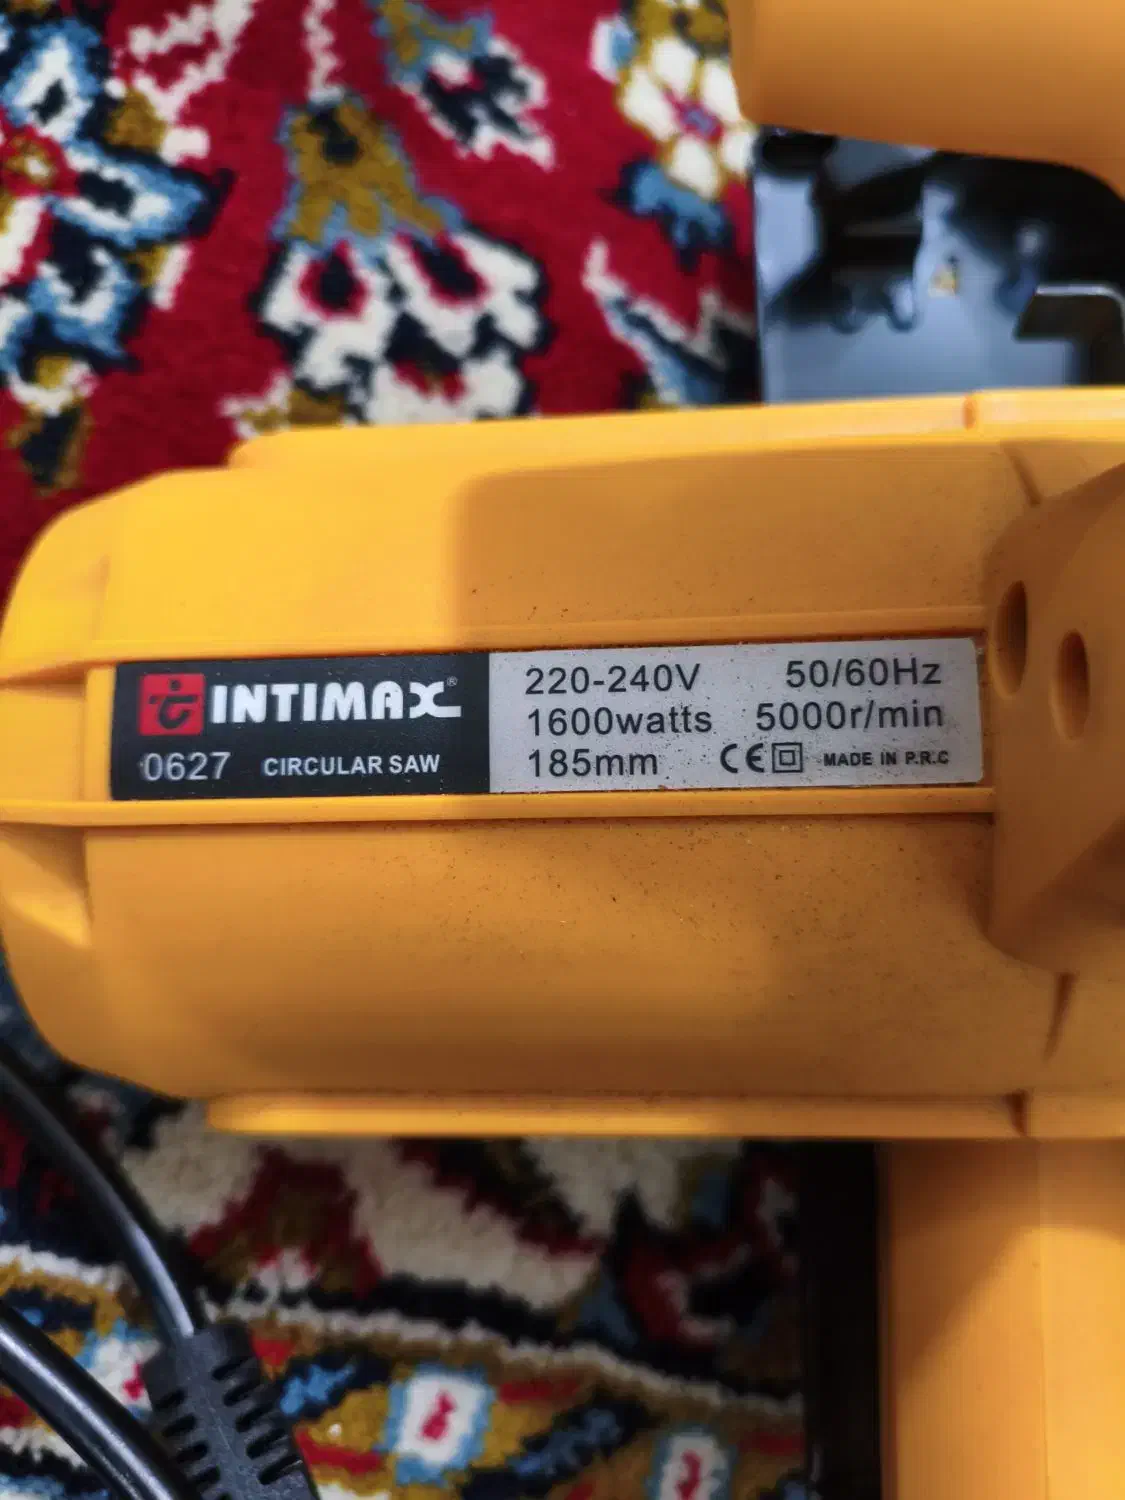 INTIMAX®
0627 CIRCULAR SAW
220-240V 50/60Hz
1600watts 5000r/min
185mm CE MADE IN P.R.C